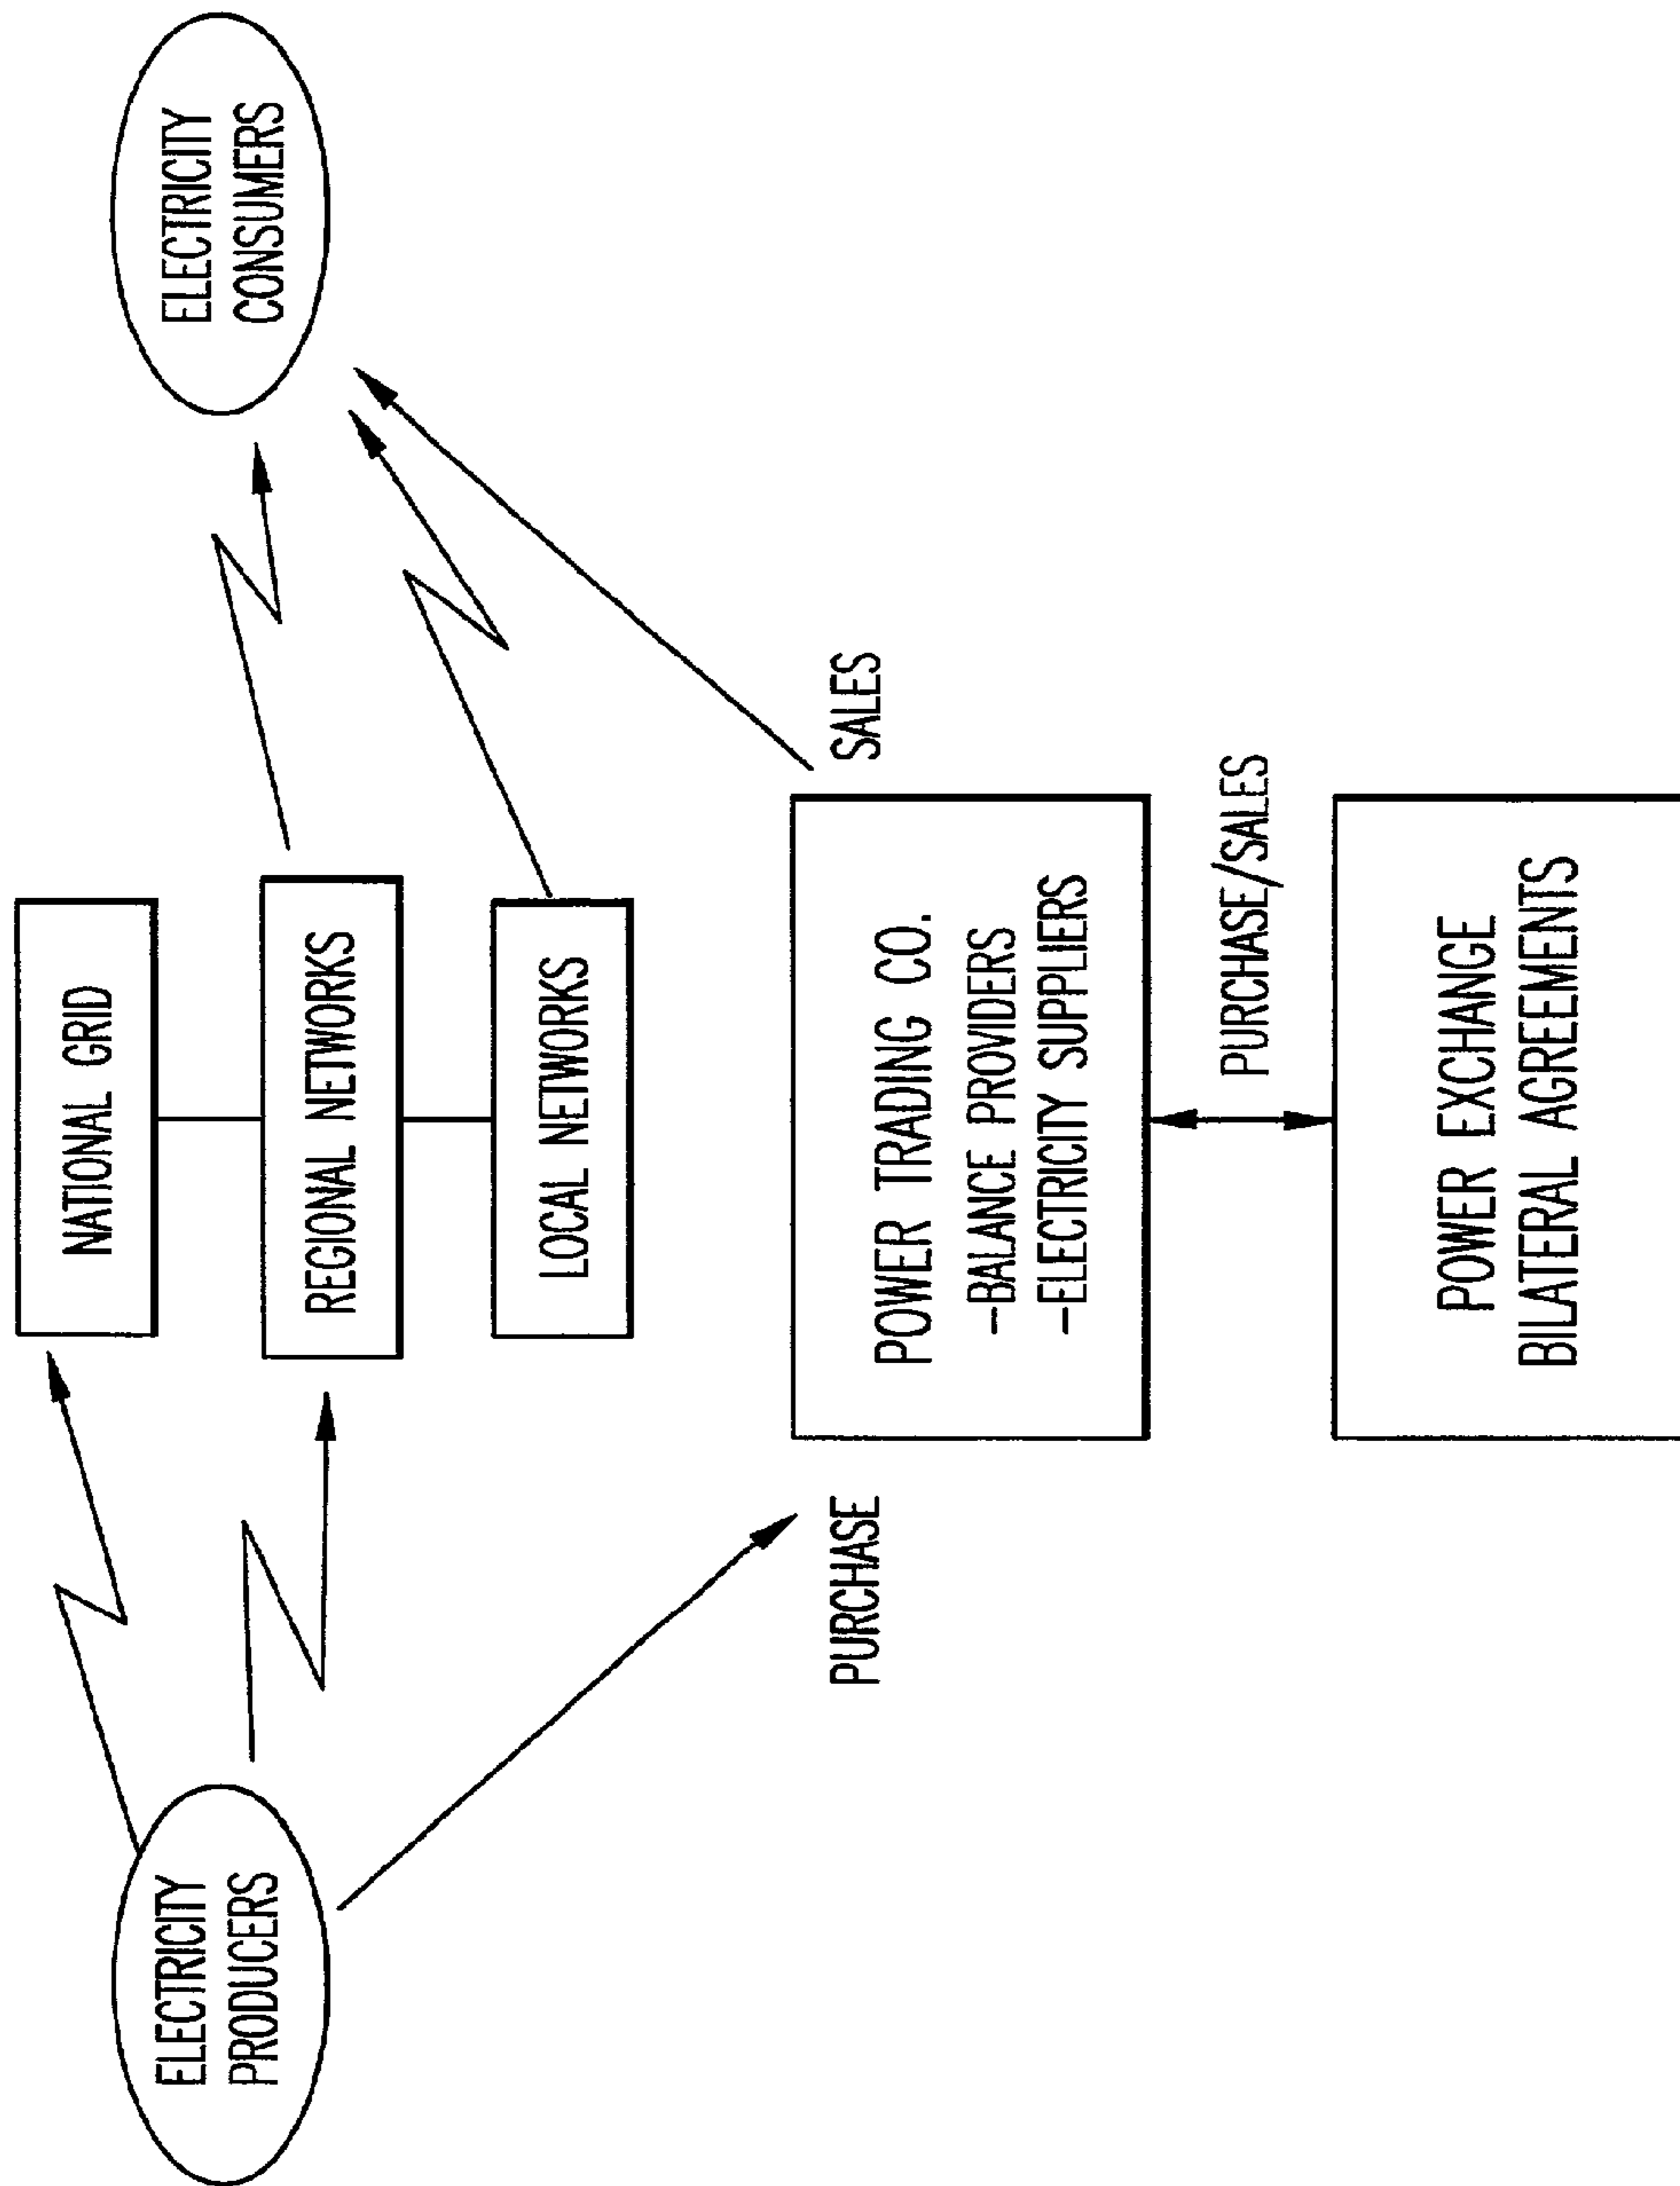 NATIONAL GRID
ELECTRICITY
PRODUCERS
REGIONAL NETWORKS
ELECTRICITY
CONSUMERS
LOCAL NETWORKS
PURCHASE
SALES
POWER TRADING CO.
-BALANCE PROVIDERS
-ELECTRICITY SUPPLIERS
PURCHASE/SALES
POWER EXCHANGE
BILATERAL AGREEMENTS